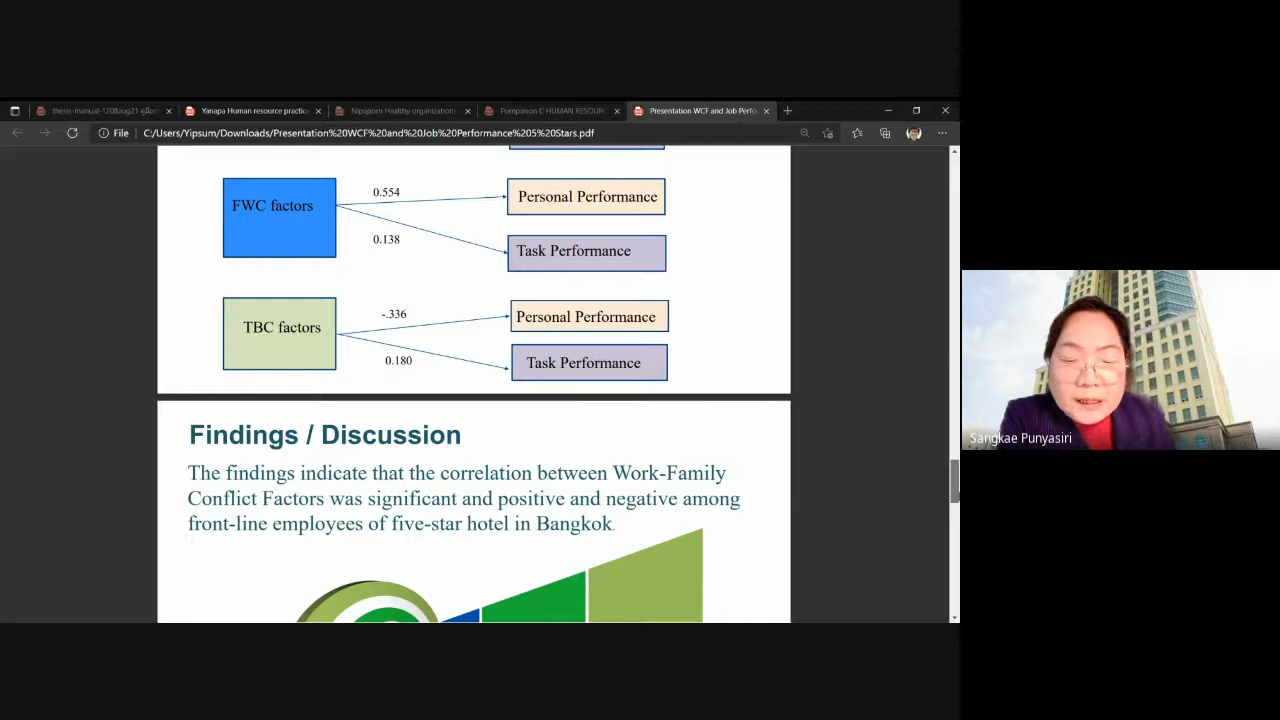 thesis-manual-1208aug21 คู่มือก
Yanapa Human resource practic
Nipaporn Healthy organization
Pornpimon C HUMAN RESOUR
Presentation WCF and Job Perfo
File
C:/Users/Yipsum/Downloads/Presentation%20WCF%20and%20Job%20Performance%205%20Stars.pdf
FWC factors
0.554
Personal Performance
0.138
Task Performance
TBC factors
-.336
Personal Performance
0.180
Task Performance
Findings / Discussion
The findings indicate that the correlation between Work-Family
Conflict Factors was significant and positive and negative among
front-line employees of five-star hotel in Bangkok.
Sangkae Punyasiri